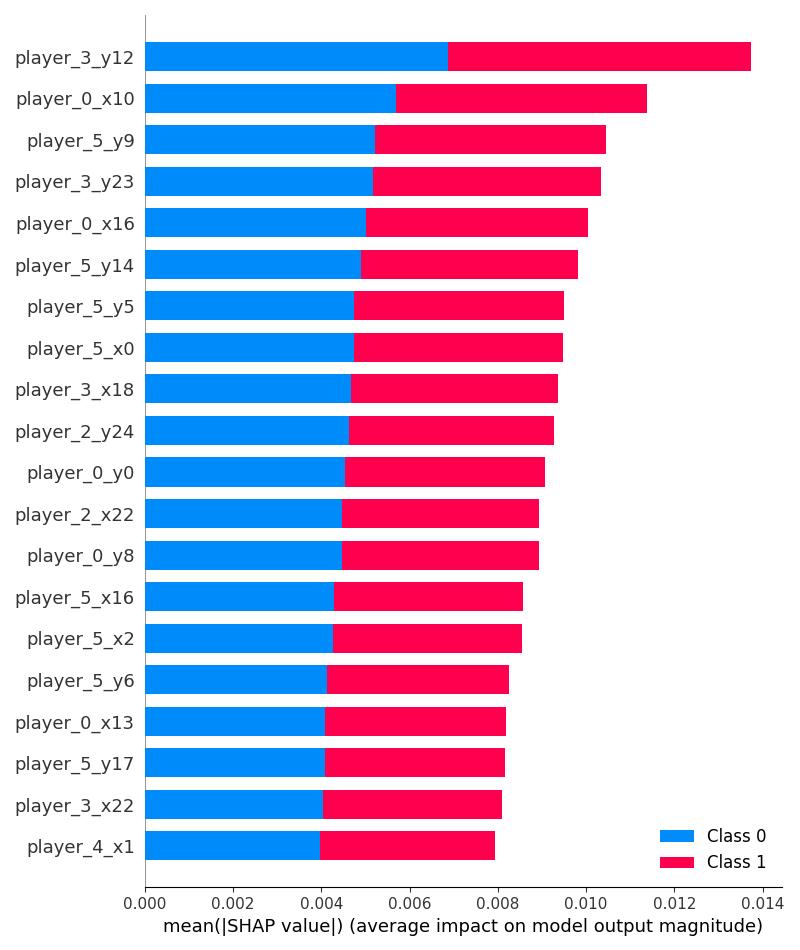 player_3_y12
player_0_x10
player_5_y9
player_3_y23
player_0_x16
player_5_y14
player_5_y5
player_5_x0
player_3_x18
player_2_y24
player_0_y0
player_2_x22
player_0_y8
player_5_x16
player_5_x2
player_5_y6
player_0_x13
player_5_y17
player_3_x22
player_4_x1
Class 0
Class 1
0.000 0.002 0.004 0.006 0.008 0.010 0.012 0.014
mean(|SHAP value|) (average impact on model output magnitude)